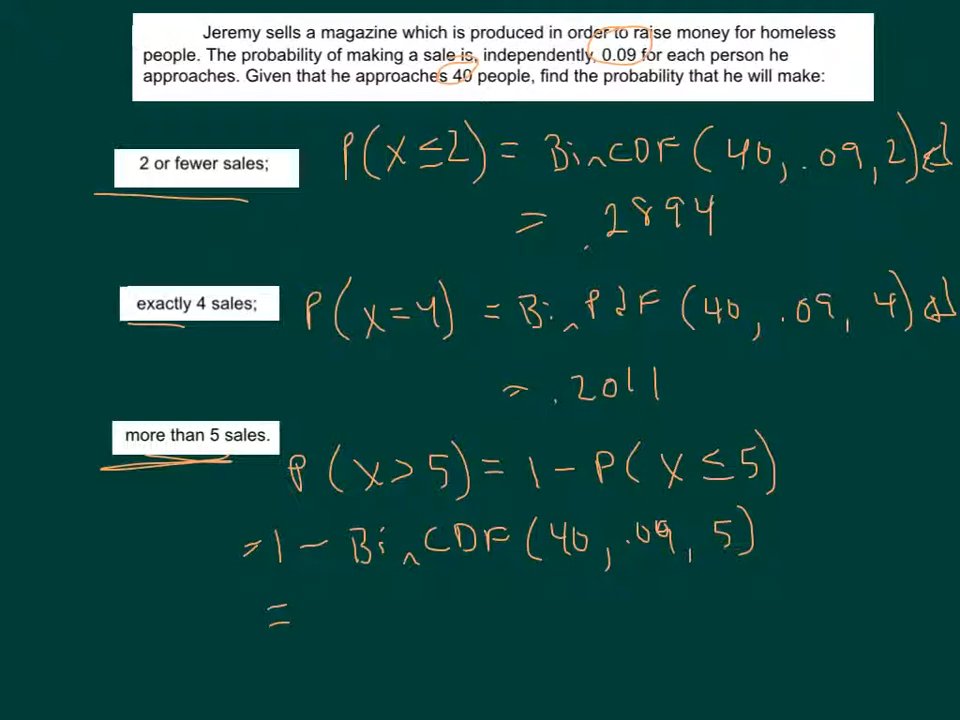 Jeremy sells a magazine which is produced in order to raise money for homeless
people. The probability of making a sale is, independently, 0.09 for each person he
approaches. Given that he approaches 40 people, find the probability that he will make:
2 or fewer sales;
P(X≤2) = BinCDF(40, .09, 2)
= .2894
exactly 4 sales;
P(X=4) = BinPdF(40, .09, 4)
= .2011
more than 5 sales.
P(X>5) = 1 - P(X≤5)
=1 - BinCDF(40, .09, 5)
=